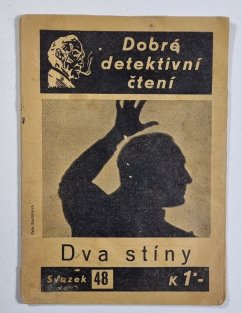 Dobré
detektivní
čtení
Dva stíny
Svazek 48
K 1·-